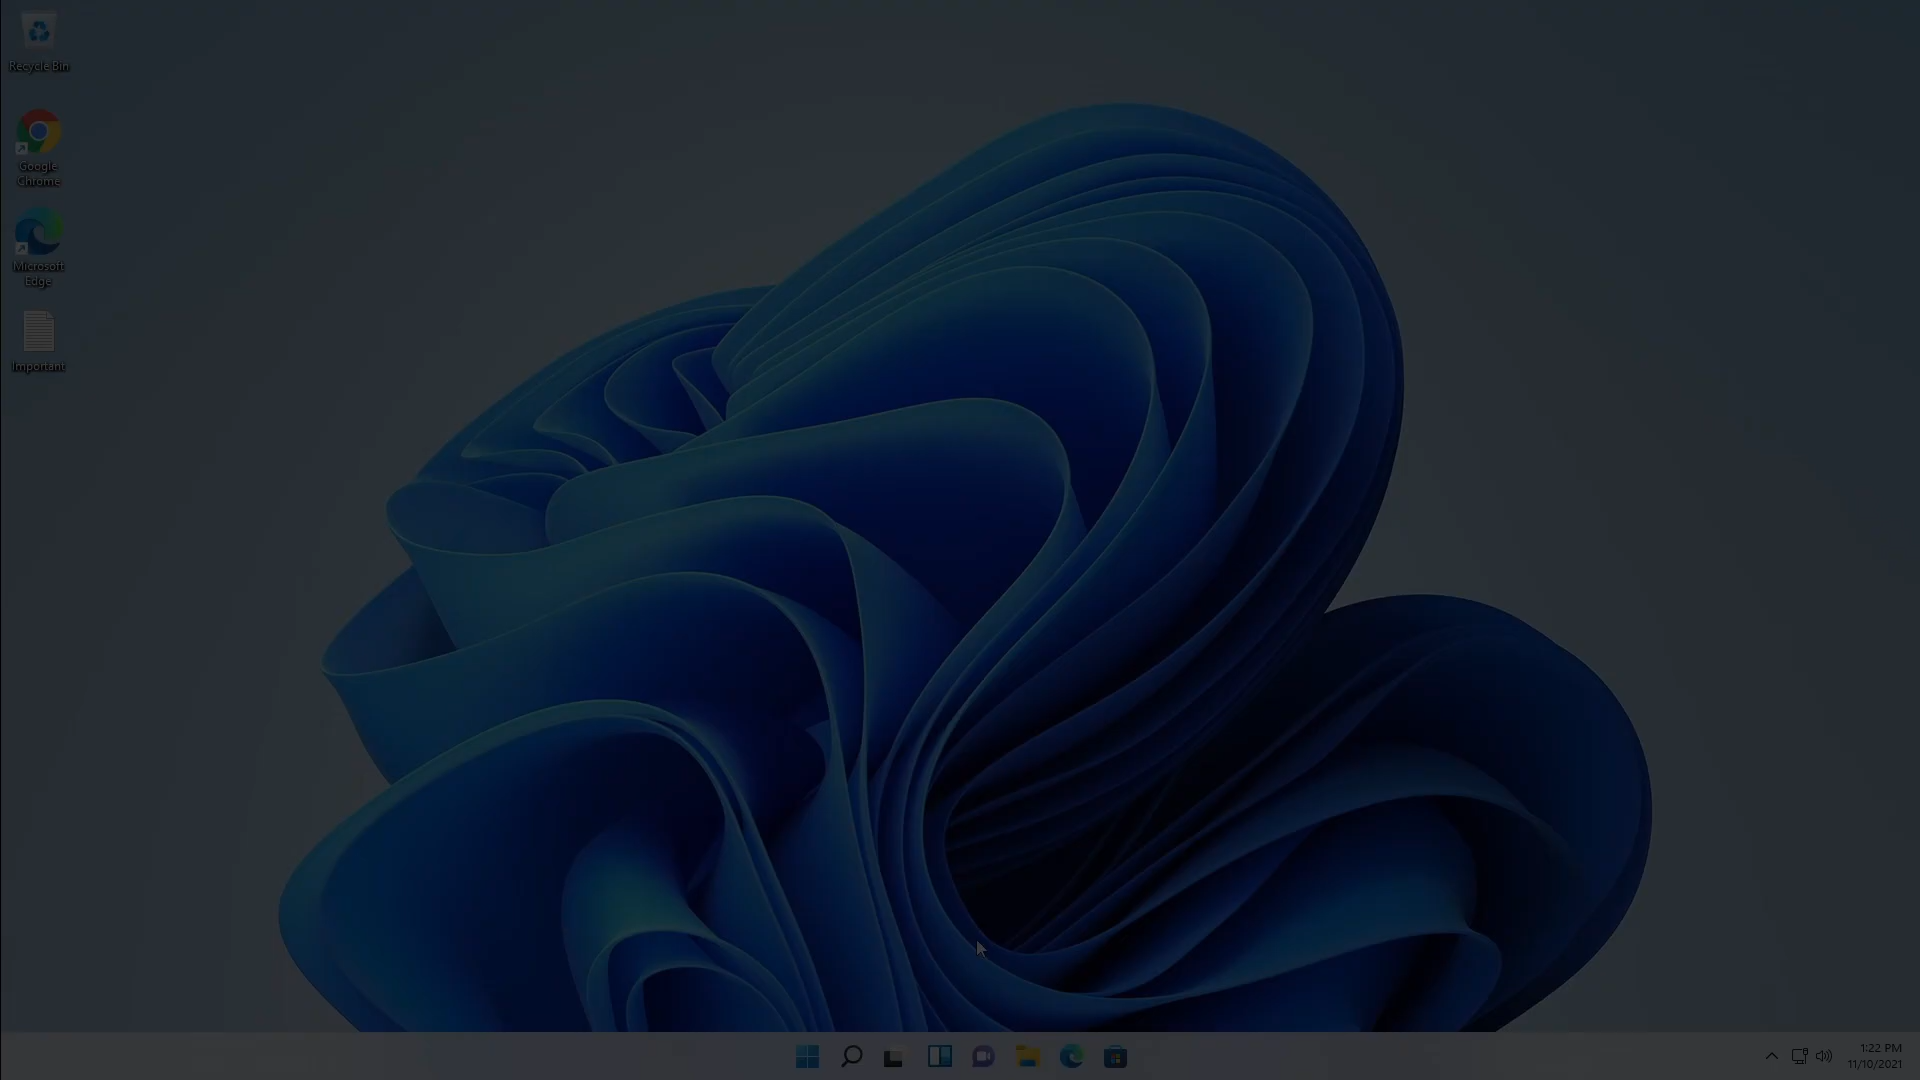 Recycle Bin
Google
Chrome
Microsoft
Edge
Important
1:22 PM
11/10/2021